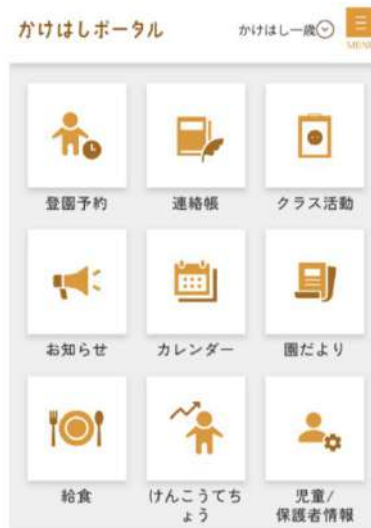 かけはしポータル
かけはし一歳
MENU
登園予約
連絡帳
クラス活動
お知らせ
カレンダー
園だより
給食
けんこうてち
ょう
児童/
保護者情報